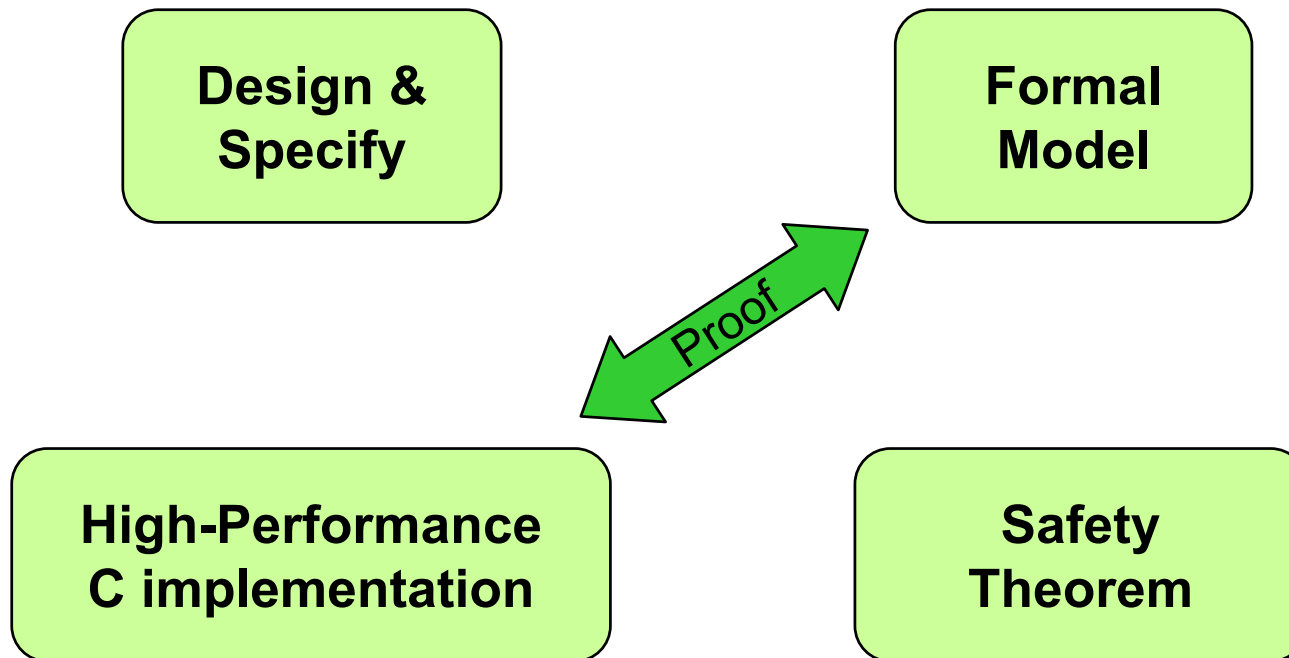 Design &
Specify
Formal
Model
Proof
High-Performance
C implementation
Safety
Theorem